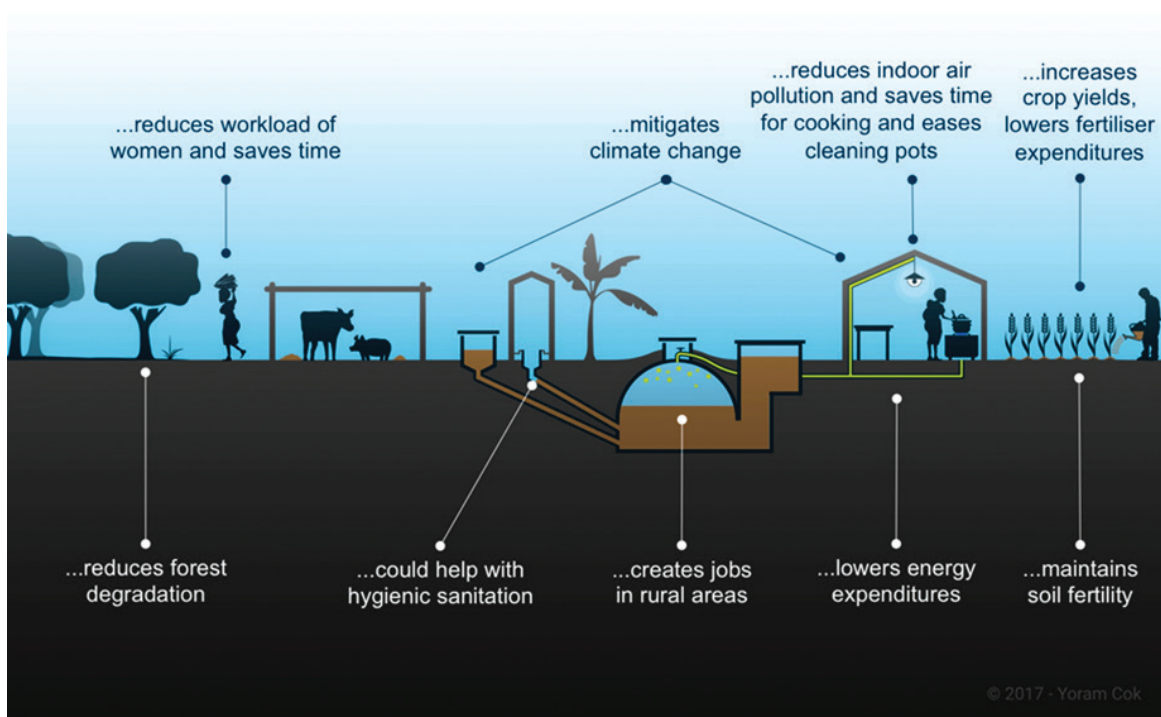 ...reduces workload of
women and saves time
...mitigates
climate change
...reduces indoor air
pollution and saves time
for cooking and eases
cleaning pots
...increases
crop yields,
lowers fertiliser
expenditures
...reduces forest
degradation
...could help with
hygienic sanitation
...creates jobs
in rural areas
...lowers energy
expenditures
...maintains
soil fertility
© 2017 - Yoram Cok